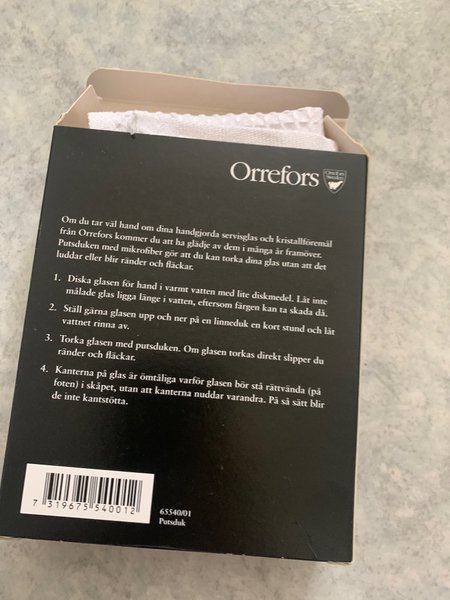 Orrefors
Orrefors
Sweden
Om du tar väl hand om dina handgjorda servisglas och kristallföremål
från Orrefors kommer du att ha glädje av dem i många år framöver.
Putsduken med mikrofiber gör att du kan torka dina glas utan att det
luddar eller blir ränder och fläckar.
1. Diska glasen för hand i varmt vatten med lite diskmedel. Låt inte
målade glas ligga länge i vatten, eftersom färgen kan ta skada då.
2. Ställ gärna glasen upp och ner på en linneduk en kort stund och låt
vattnet rinna av.
3. Torka glasen med putsduken. Om glasen torkas direkt slipper du
ränder och fläckar.
4. Kanterna på glas är ömtåliga varför glasen bör stå rättvända (på
foten) i skåpet, utan att kanterna nuddar varandra. På så sätt blir
de inte kantstötta.
7 319675 540012
65540/01
Putsduk